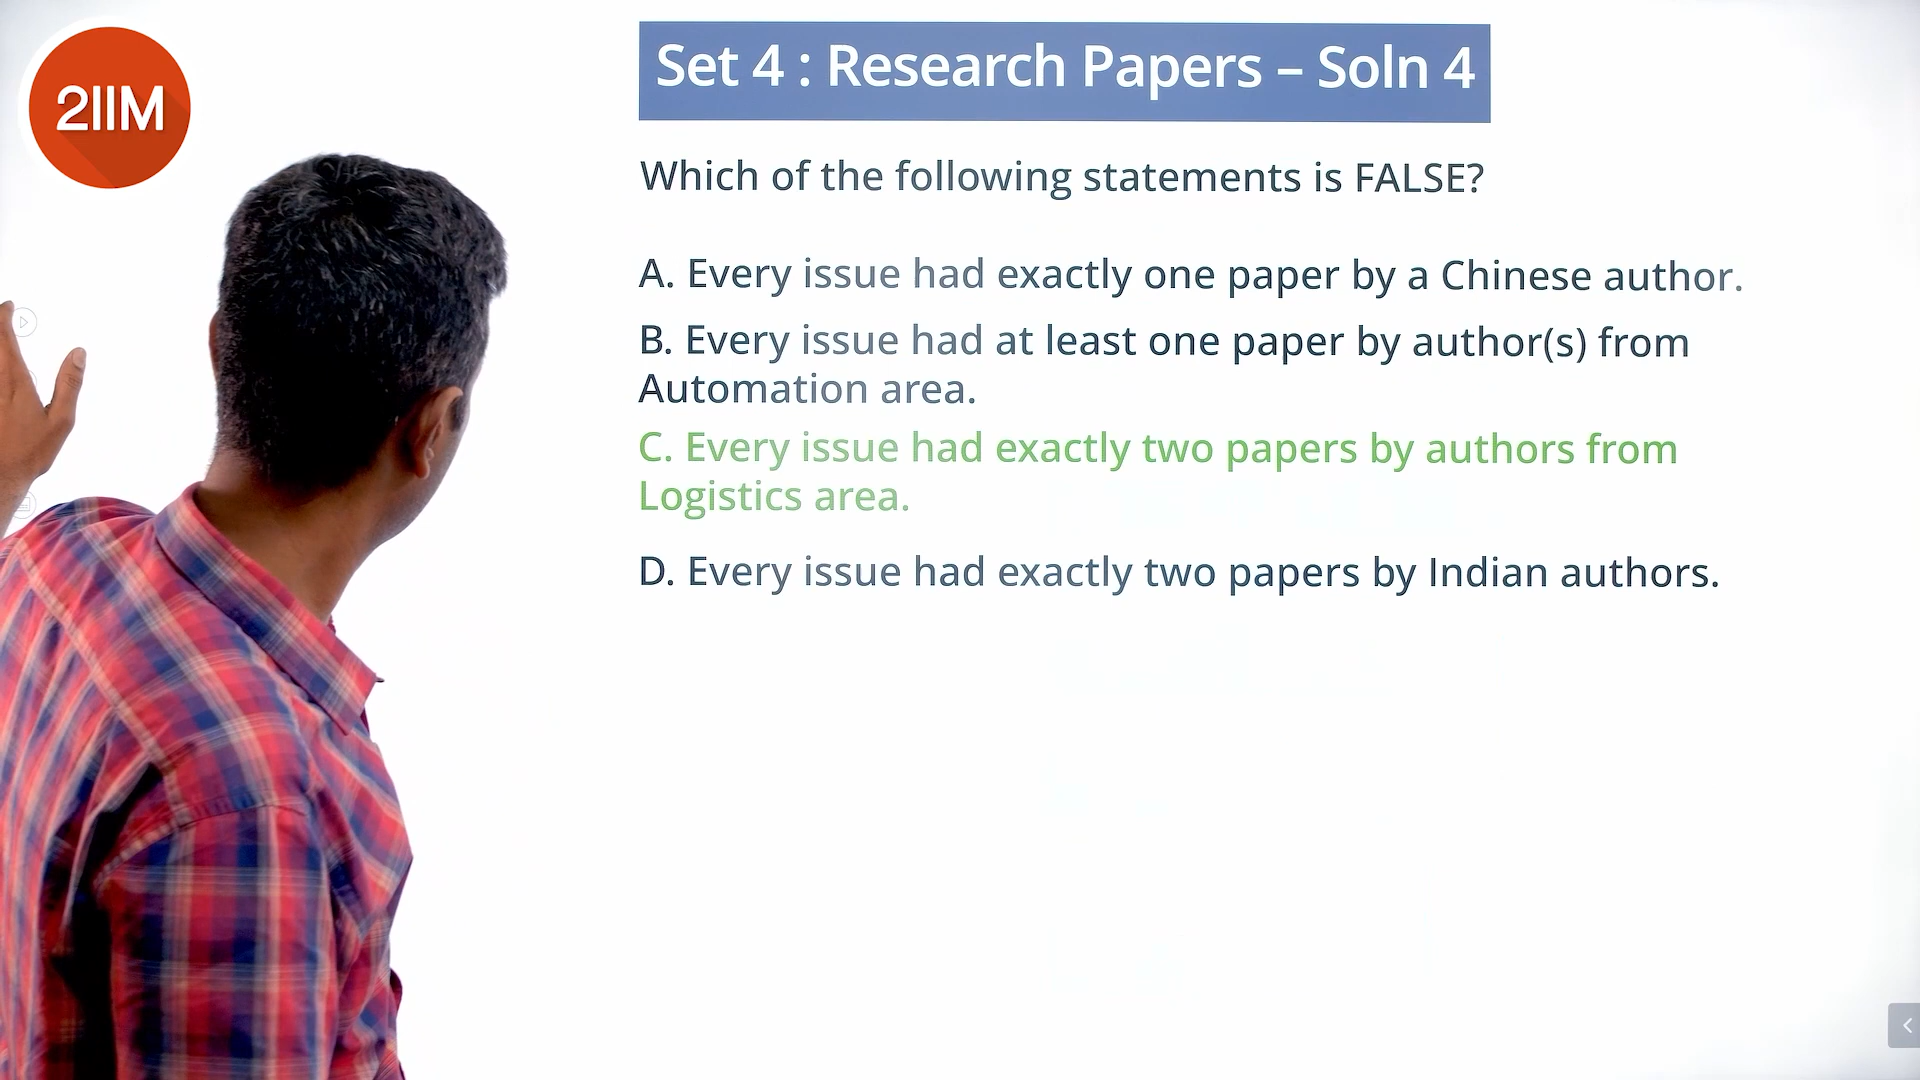 2IIM
Set 4 : Research Papers – Soln 4
Which of the following statements is FALSE?
A. Every issue had exactly one paper by a Chinese author.
B. Every issue had at least one paper by author(s) from
Automation area.
C. Every issue had exactly two papers by authors from
Logistics area.
D. Every issue had exactly two papers by Indian authors.